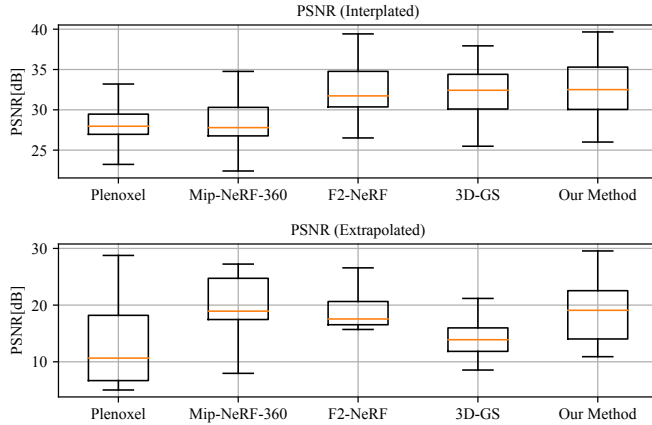 PSNR (Interplated)
PSNR[dB]
40
35
30
25
Plenoxel Mip-NeRF-360 F2-NeRF 3D-GS Our Method
PSNR (Extrapolated)
PSNR[dB]
30
20
10
Plenoxel Mip-NeRF-360 F2-NeRF 3D-GS Our Method